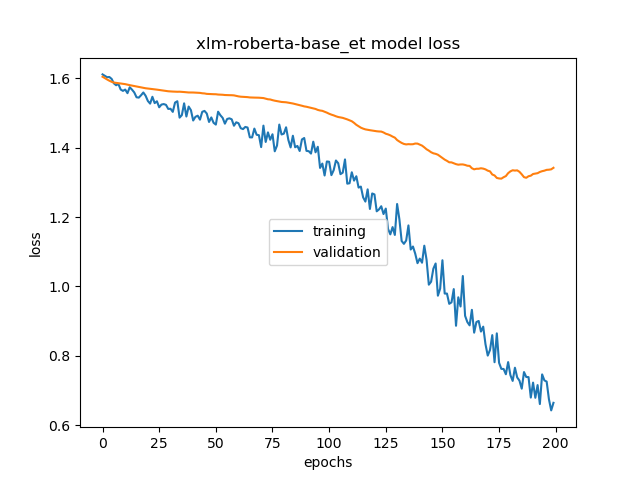 xlm-roberta-base_et model loss
loss
1.6
1.4
1.2
1.0
0.8
0.6
training
validation
0 25 50 75 100 125 150 175 200
epochs